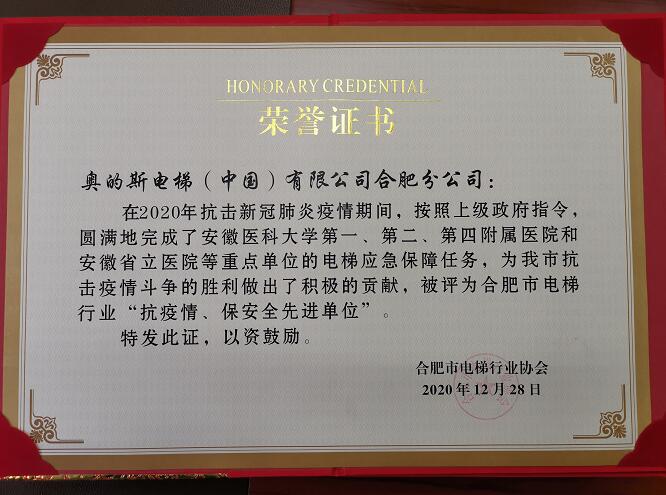 HONORARY CREDENTIAL
荣誉证书
奥的斯电梯（中国）有限公司合肥分公司：
在2020年抗击新冠肺炎疫情期间，按照上级政府指令，
圆满地完成了安徽医科大学第一、第二、第四附属医院和
安徽省立医院等重点单位的电梯应急保障任务，为我市抗
击疫情斗争的胜利做出了积极的贡献，被评为合肥市电梯
行业“抗疫情、保安全先进单位”。
特发此证，以资鼓励。
合肥市电梯行业协会
2020年12月28日